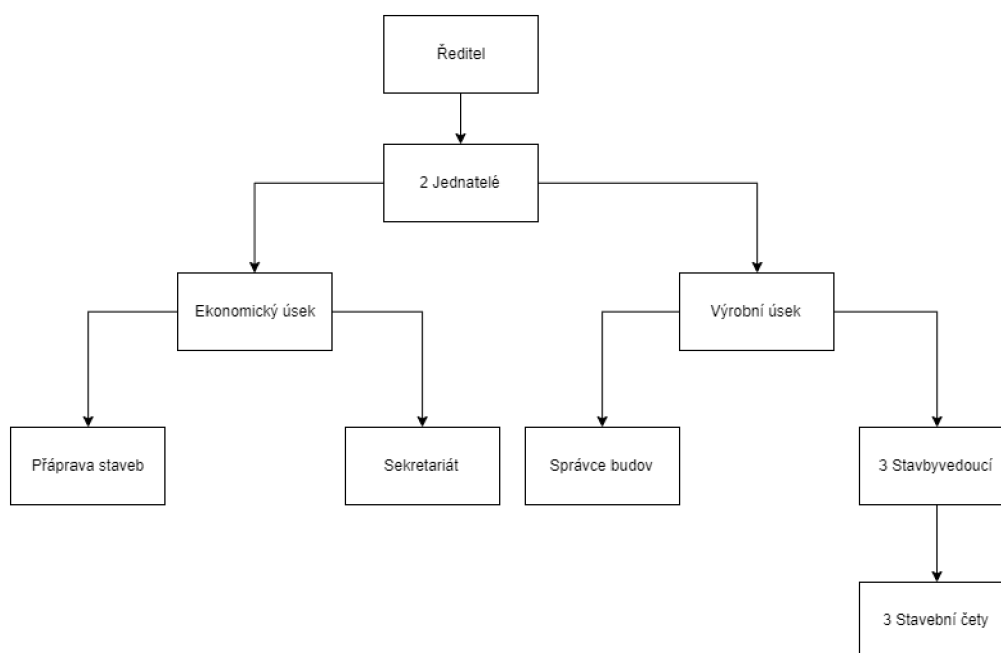 Ředitel
2 Jednatelé
Ekonomický úsek
Výrobní úsek
Přáprava staveb
Sekretariát
Správce budov
3 Stavbyvedoucí
3 Stavební čety